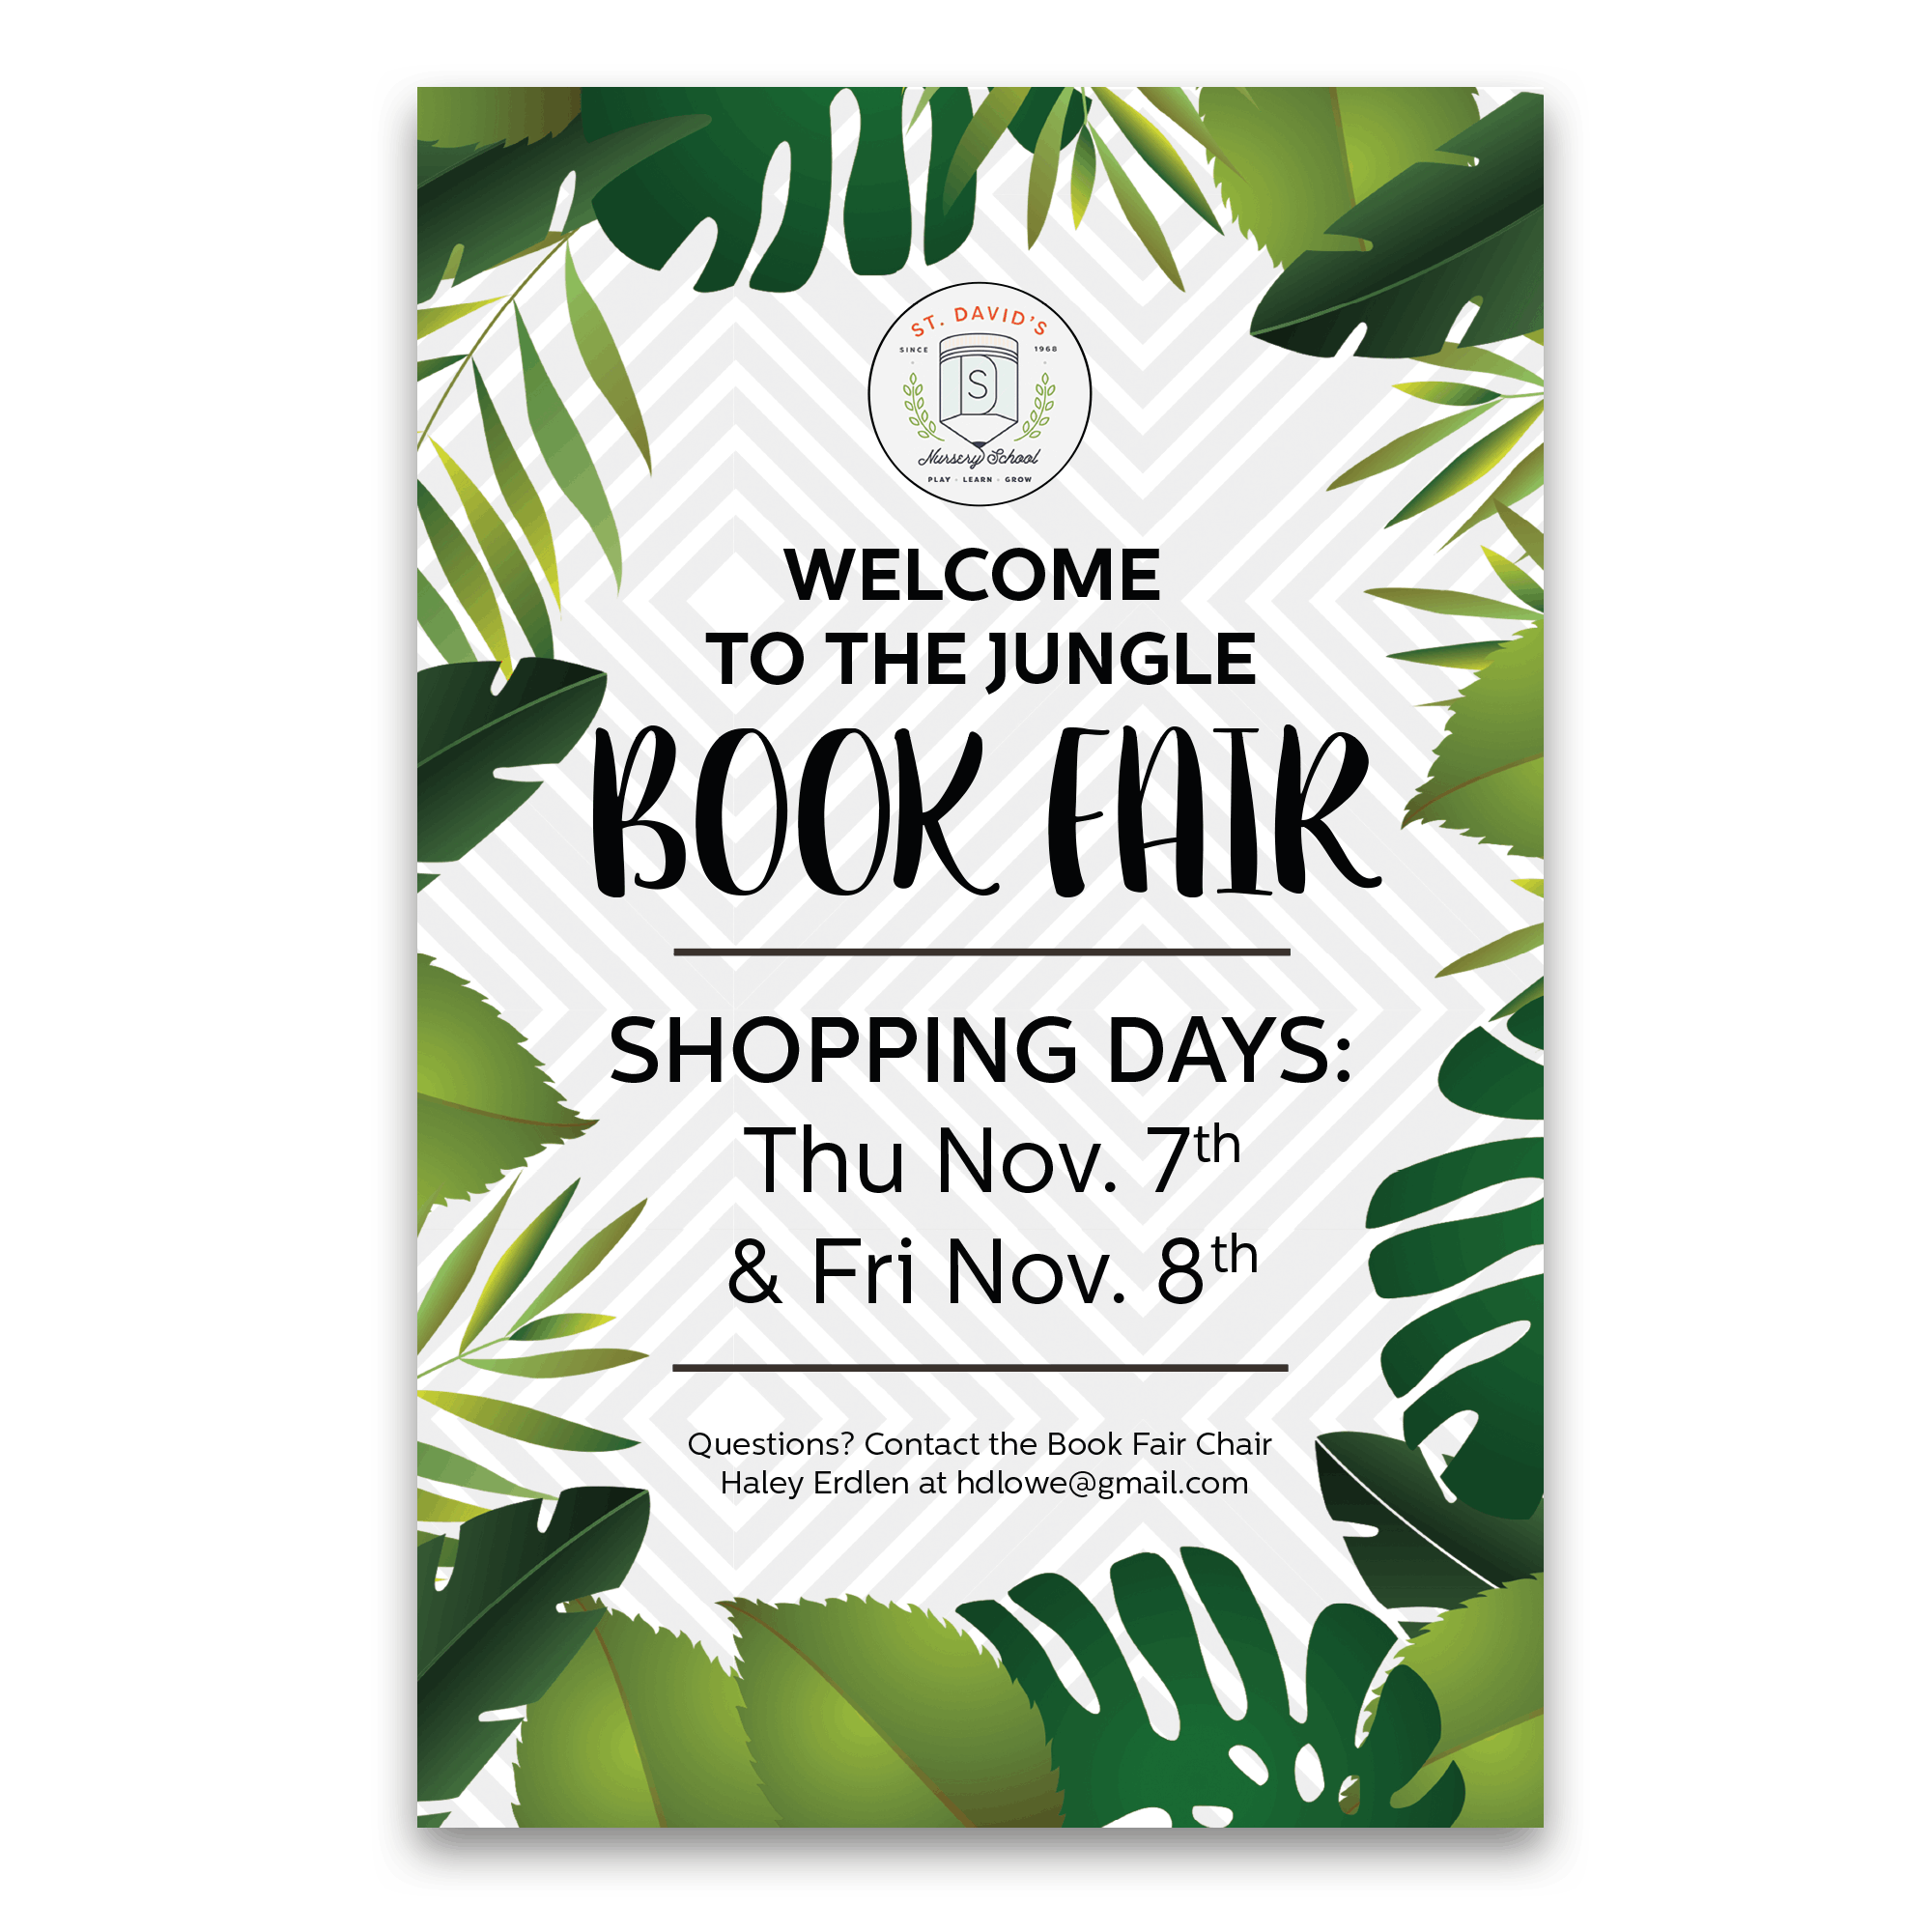 ST. DAVID'S
SINCE 1968
DS
Nursery School
PLAY · LEARN · GROW
WELCOME
TO THE JUNGLE
BOOK FAIR
SHOPPING DAYS:
Thu Nov. 7th
& Fri Nov. 8th
Questions? Contact the Book Fair Chair
Haley Erdlen at hdlowe@gmail.com